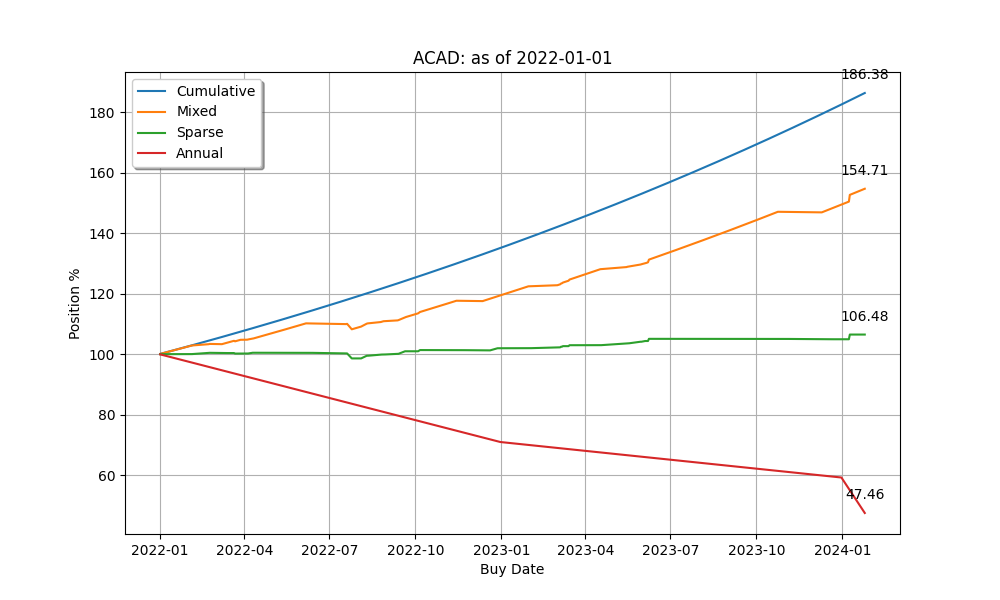 ACAD: as of 2022-01-01
Cumulative
Mixed
Sparse
Annual
186.38
154.71
106.48
47.46
Position %
180
160
140
120
100
80
60
2022-01
2022-04
2022-07
2022-10
2023-01
2023-04
2023-07
2023-10
2024-01
Buy Date